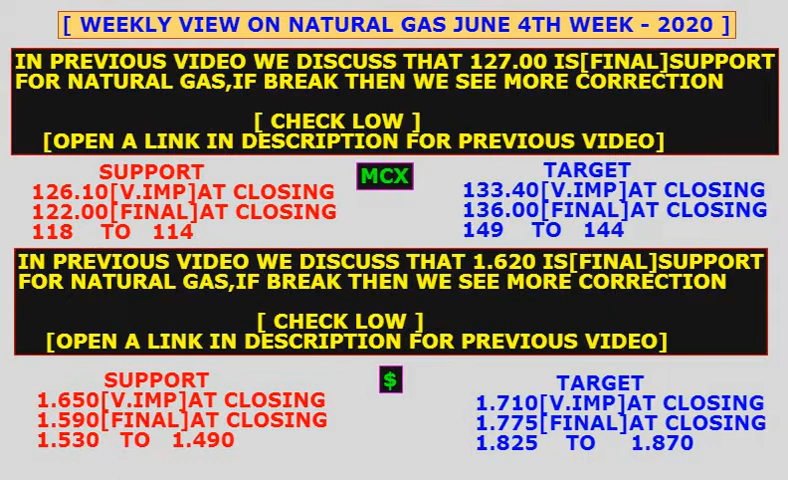 [ WEEKLY VIEW ON NATURAL GAS JUNE 4TH WEEK - 2020 ]
IN PREVIOUS VIDEO WE DISCUSS THAT 127.00 IS[FINAL]SUPPORT
FOR NATURAL GAS,IF BREAK THEN WE SEE MORE CORRECTION
[ CHECK LOW ]
[OPEN A LINK IN DESCRIPTION FOR PREVIOUS VIDEO]
MCX
SUPPORT
126.10[V.IMP]AT CLOSING
122.00[FINAL]AT CLOSING
118 TO 114
TARGET
133.40[V.IMP]AT CLOSING
136.00[FINAL]AT CLOSING
149 TO 144
IN PREVIOUS VIDEO WE DISCUSS THAT 1.620 IS[FINAL]SUPPORT
FOR NATURAL GAS,IF BREAK THEN WE SEE MORE CORRECTION
[ CHECK LOW ]
[OPEN A LINK IN DESCRIPTION FOR PREVIOUS VIDEO]
$
SUPPORT
1.650[V.IMP]AT CLOSING
1.590[FINAL]AT CLOSING
1.530 TO 1.490
TARGET
1.710[V.IMP]AT CLOSING
1.775[FINAL]AT CLOSING
1.825 TO 1.870